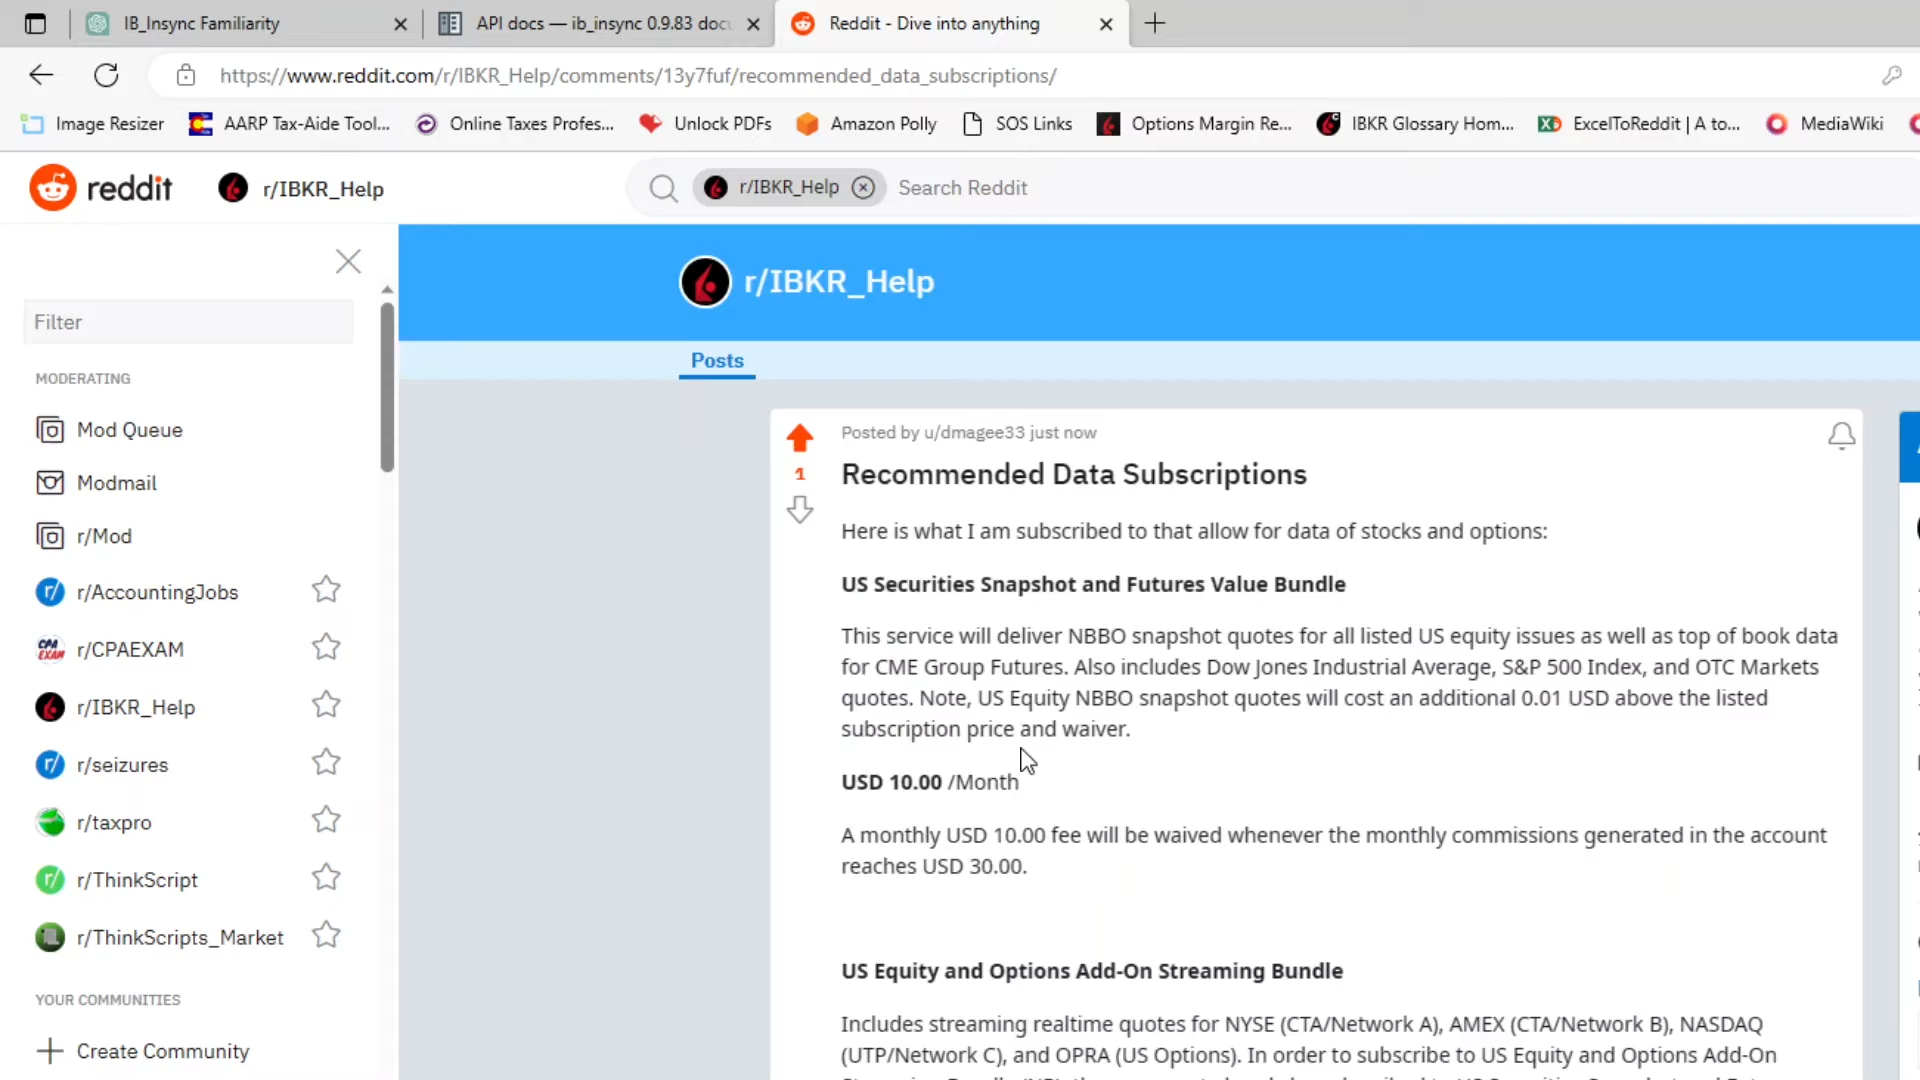 IB_Insync Familiarity
API docs — ib_insync 0.9.83 docu
Reddit - Dive into anything
https://www.reddit.com/r/IBKR_Help/comments/13y7fuf/recommended_data_subscriptions/
Image Resizer
AARP Tax-Aide Tool...
Online Taxes Profes...
Unlock PDFs
Amazon Polly
SOS Links
Options Margin Re...
IBKR Glossary Hom...
ExcelToReddit | A to...
MediaWiki
reddit
r/IBKR_Help
r/IBKR_Help
Search Reddit
r/IBKR_Help
Filter
Posts
MODERATING
Mod Queue
Modmail
r/Mod
r/AccountingJobs
CPA EXAM
r/CPAEXAM
r/IBKR_Help
r/seizures
r/taxpro
r/ThinkScript
r/ThinkScripts_Market
YOUR COMMUNITIES
Create Community
1
Posted by u/dmagee33 just now
Recommended Data Subscriptions
Here is what I am subscribed to that allow for data of stocks and options:
US Securities Snapshot and Futures Value Bundle
This service will deliver NBBO snapshot quotes for all listed US equity issues as well as top of book data
for CME Group Futures. Also includes Dow Jones Industrial Average, S&P 500 Index, and OTC Markets
quotes. Note, US Equity NBBO snapshot quotes will cost an additional 0.01 USD above the listed
subscription price and waiver.
USD 10.00 /Month
A monthly USD 10.00 fee will be waived whenever the monthly commissions generated in the account
reaches USD 30.00.
US Equity and Options Add-On Streaming Bundle
Includes streaming realtime quotes for NYSE (CTA/Network A), AMEX (CTA/Network B), NASDAQ
(UTP/Network C), and OPRA (US Options). In order to subscribe to US Equity and Options Add-On